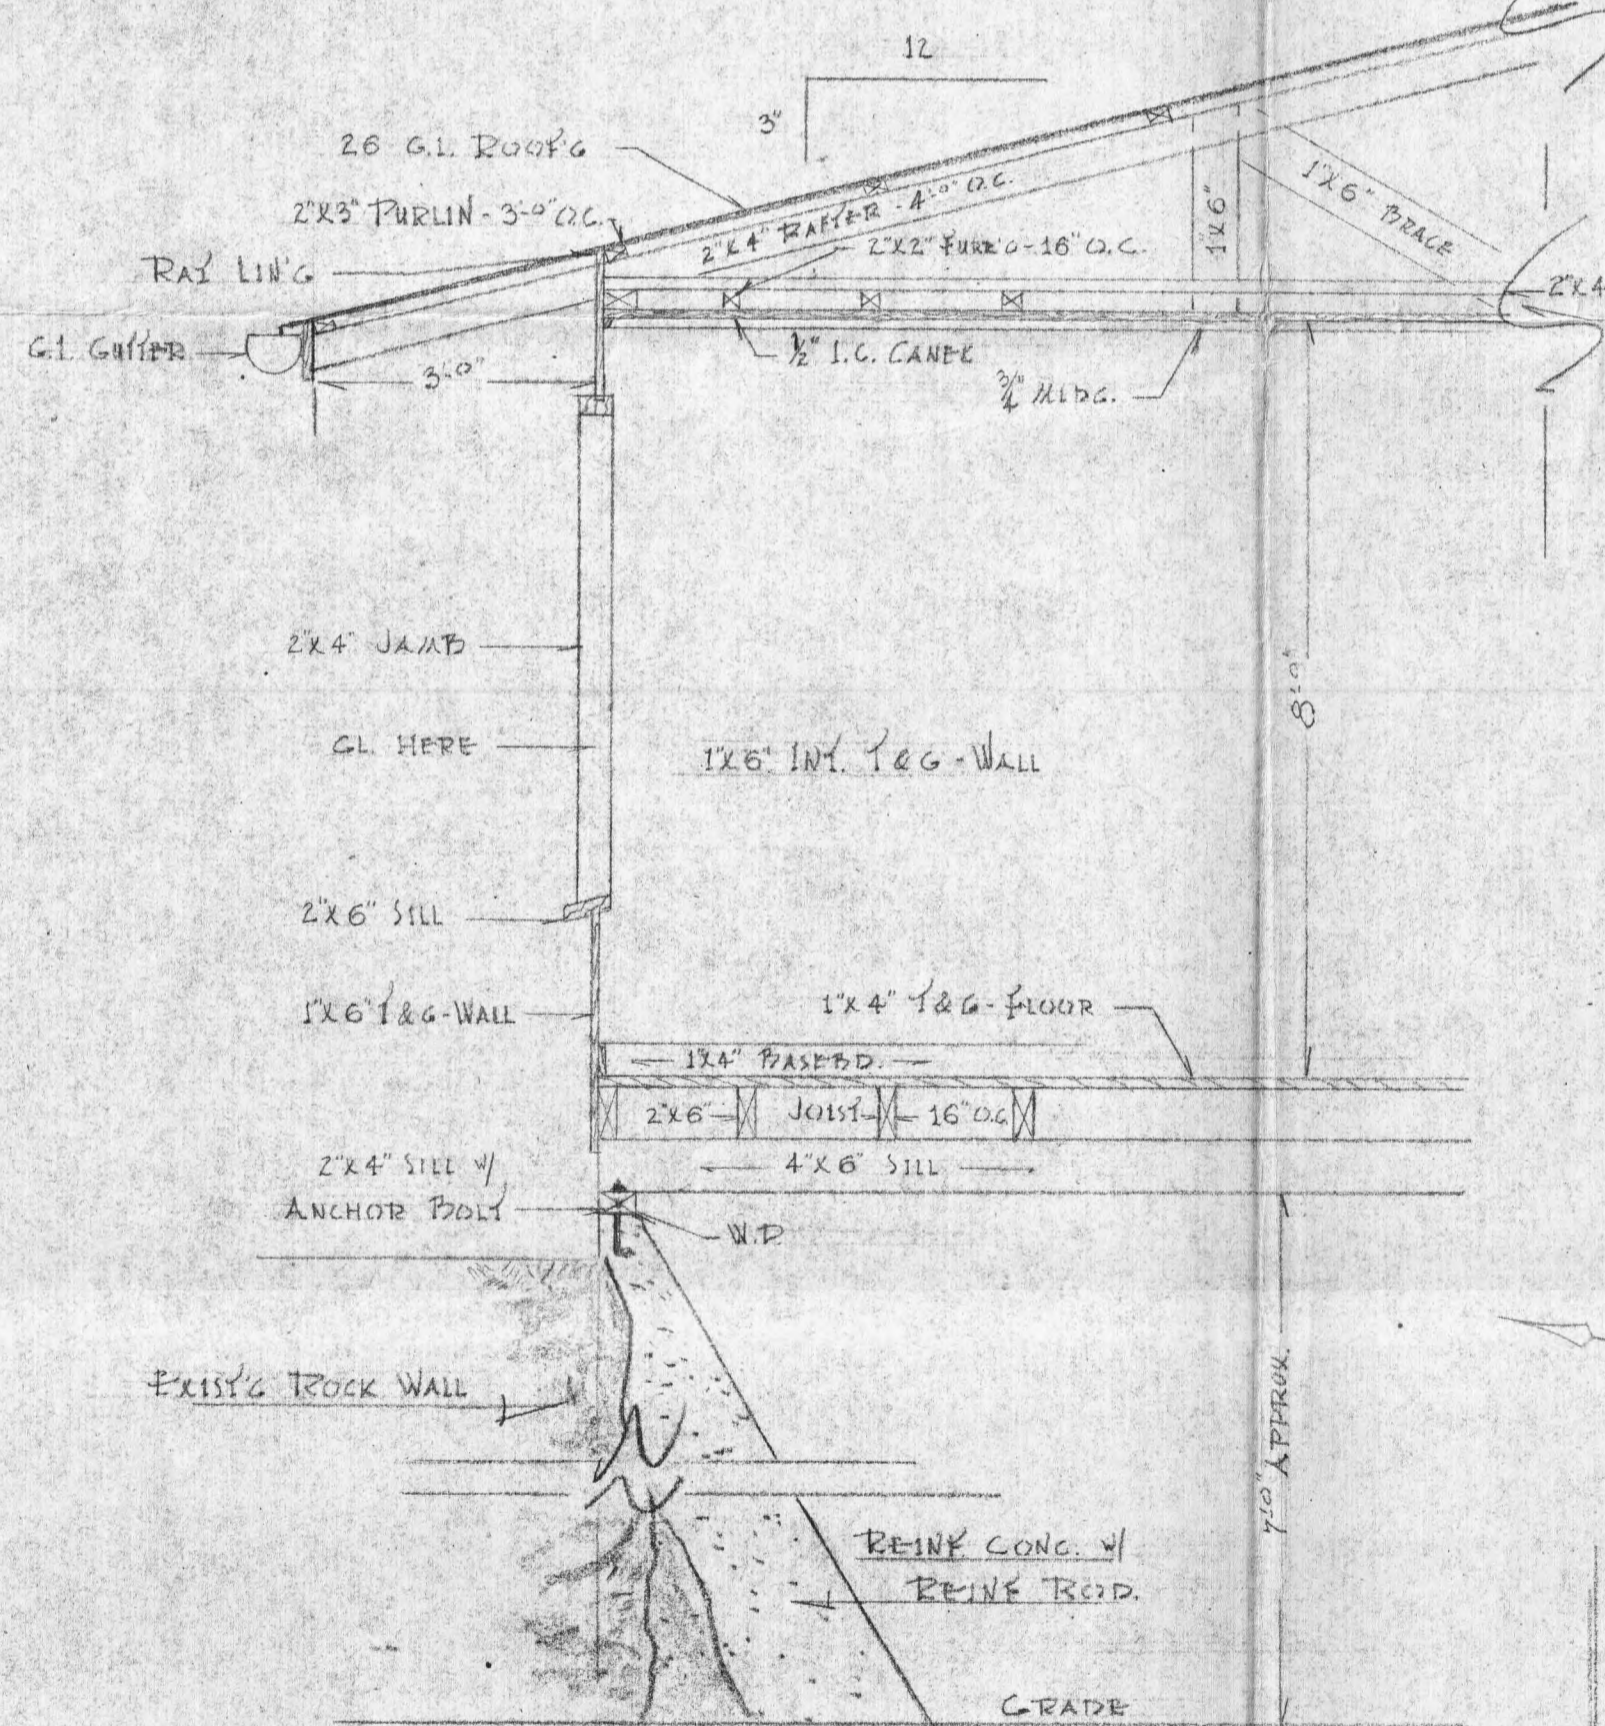 12
3"
26 G.I. ROOF'G
2"X3" PURLIN - 3'-0" O.C.
2"X4" RAFTER - 4'-0" O.C.
2"X2" FURR'G - 16" O.C.
1"X6"
1"X6" BRACE
RAT LIN'G
2"X4
G.I. GUTTER
3'-0"
1/2" I.C. CANEC
3/4" MLDG.
2"X4" JAMB
8'-0"
GL. HERE
1"X6" INT. T & G - WALL
2"X6" SILL
1"X6" T & G - WALL
1"X4" T & G - FLOOR
1"X4" BASEBD.
2"X6" JOIST 16" O.C.
2"X4" SILL W/
ANCHOR BOLT
4"X6" SILL
W.P.
EXIST'G ROCK WALL
7'-0" APPROX.
REINF CONC. W/
REINF ROD.
GRADE